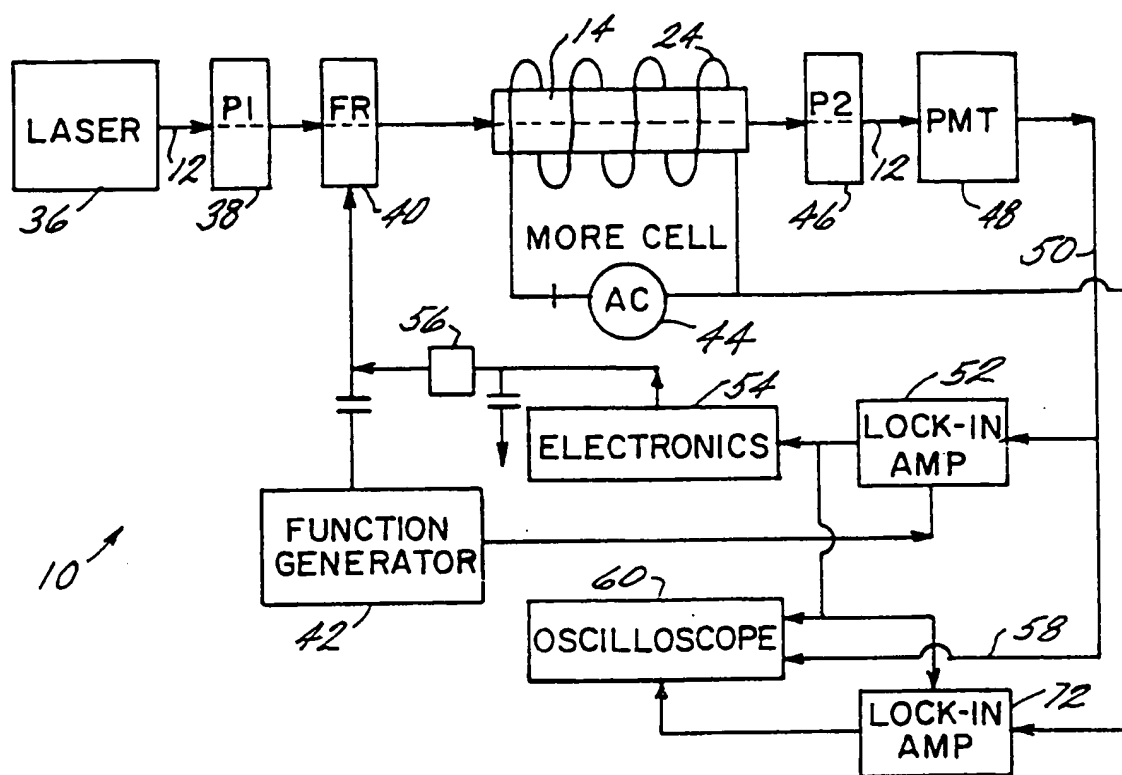 14
24
LASER
P1
FR
P2
PMT
12
12
36
38
40
46
48
MORE CELL
50
AC
44
56
54
52
ELECTRONICS
LOCK-IN
AMP
FUNCTION
GENERATOR
10
42
60
OSCILLOSCOPE
58
72
LOCK-IN
AMP